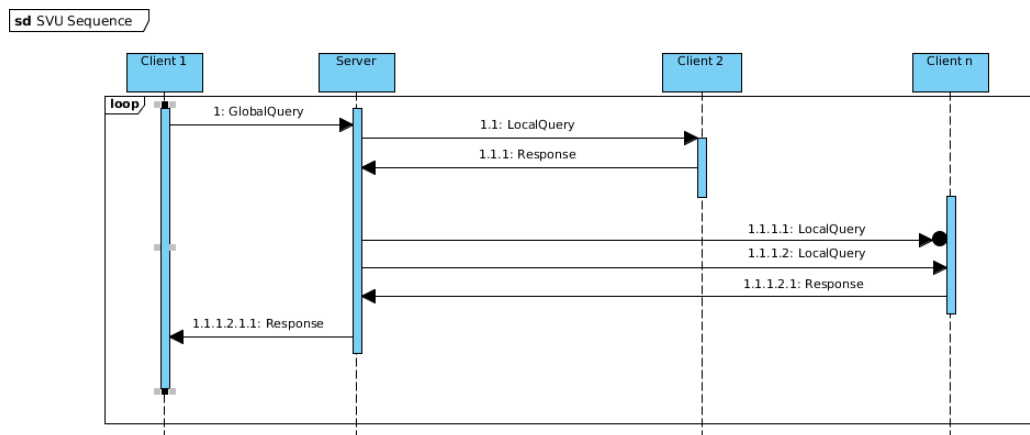 sd SVU Sequence
Client 1
Server
Client 2
Client n
loop
1: GlobalQuery
1.1: LocalQuery
1.1.1: Response
1.1.1.1: LocalQuery
1.1.1.2: LocalQuery
1.1.1.2.1: Response
1.1.1.2.1.1: Response